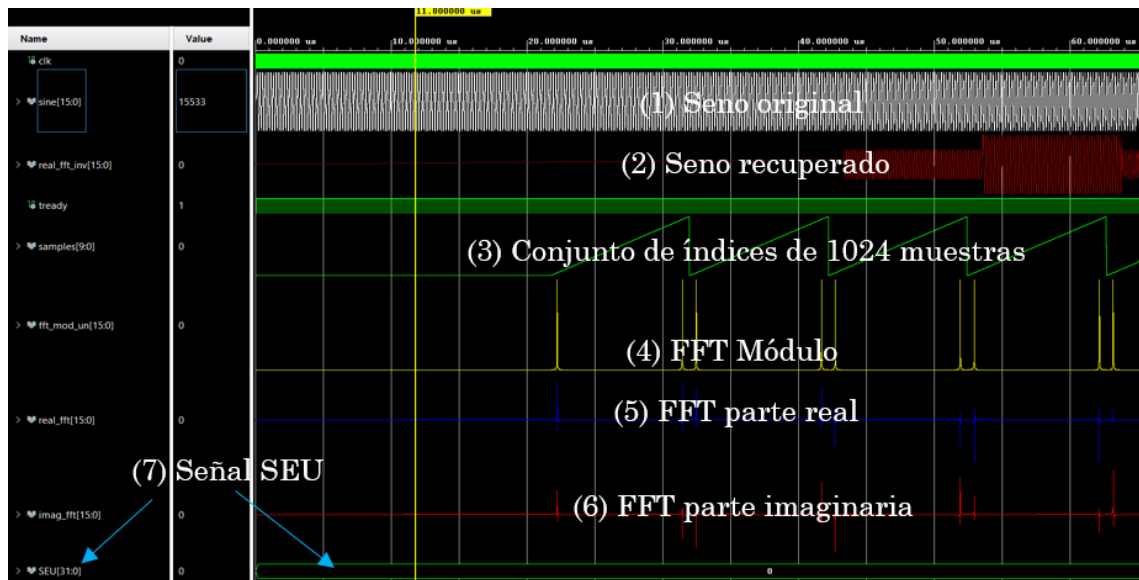 11.800000 us
Name Value
0.000000 us 10.000000 us 20.000000 us 30.000000 us 40.000000 us 50.000000 us 60.000000 us
clk 0
sine[15:0] 15533
(1) Seno original
real_fft_inv[15:0] 0
(2) Seno recuperado
tready 1
samples[9:0] 0
(3) Conjunto de índices de 1024 muestras
fft_mod_un[15:0] 0
(4) FFT Módulo
real_fft[15:0] 0
(5) FFT parte real
(7) Señal SEU
imag_fft[15:0] 0
(6) FFT parte imaginaria
SEU[31:0] 0 0